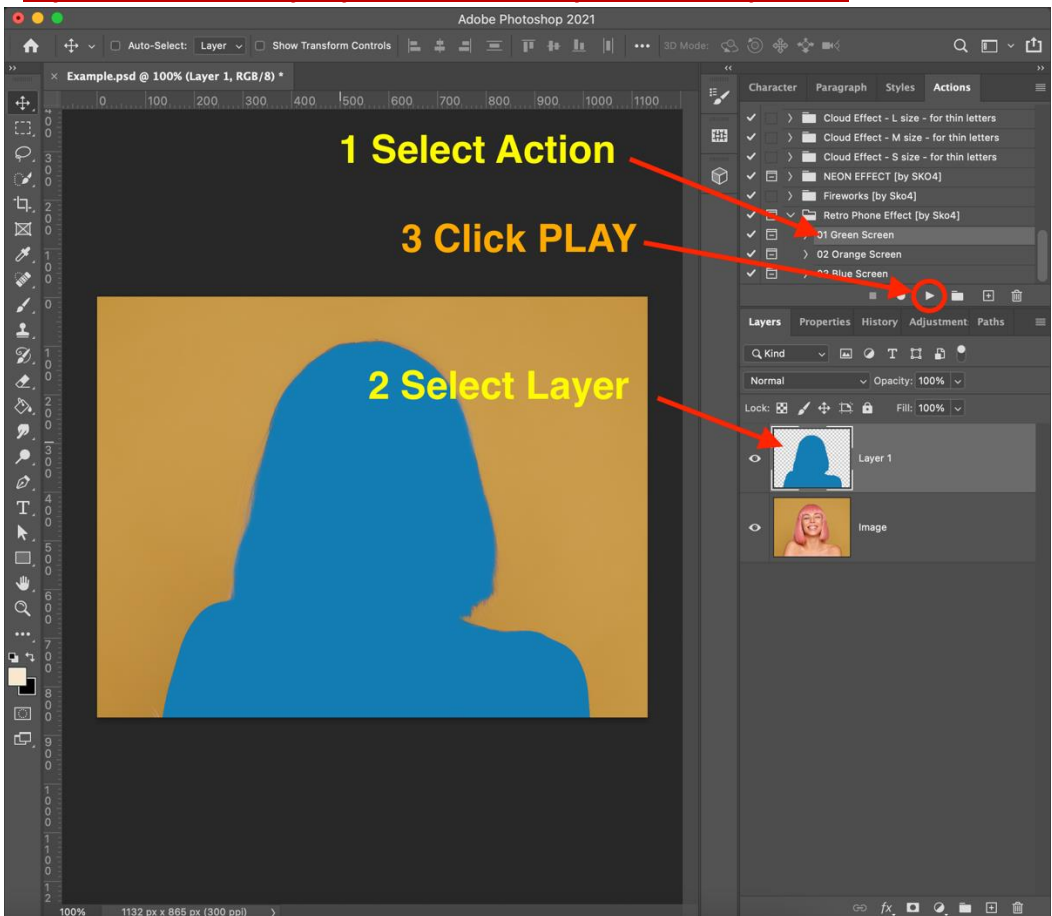 Adobe Photoshop 2021
Auto-Select: Layer Show Transform Controls 3D Mode:
× Example.psd @ 100% (Layer 1, RGB/8) *
0 100 200 300 400 500 600 700 800 900 1000 1100
Character Paragraph Styles Actions
Cloud Effect - L size - for thin letters
Cloud Effect - M size - for thin letters
Cloud Effect - S size - for thin letters
NEON EFFECT [by SKO4]
Fireworks [by Sko4]
Retro Phone Effect [by Sko4]
01 Green Screen
02 Orange Screen
03 Blue Screen
1 Select Action
3 Click PLAY
2 Select Layer
Layers Properties History Adjustment Paths
Kind
Normal Opacity: 100%
Lock: Fill: 100%
Layer 1
Image
100% 1132 px x 865 px (300 ppi)
fx